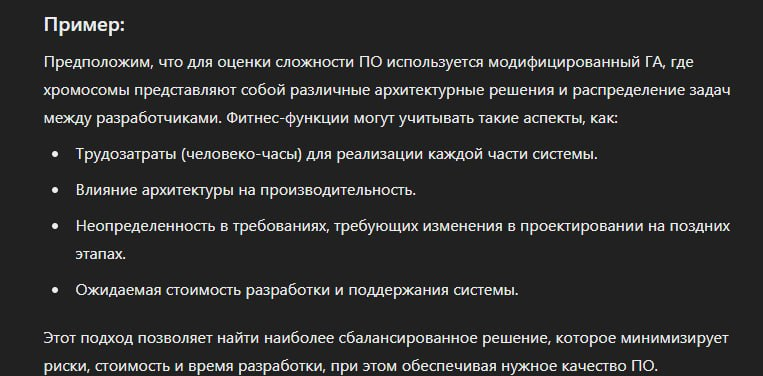 Пример:
Предположим, что для оценки сложности ПО используется модифицированный ГА, где
хромосомы представляют собой различные архитектурные решения и распределение задач
между разработчиками. Фитнес-функции могут учитывать такие аспекты, как:
• Трудозатраты (человеко-часы) для реализации каждой части системы.
• Влияние архитектуры на производительность.
• Неопределенность в требованиях, требующих изменения в проектировании на поздних
этапах.
• Ожидаемая стоимость разработки и поддержания системы.
Этот подход позволяет найти наиболее сбалансированное решение, которое минимизирует
риски, стоимость и время разработки, при этом обеспечивая нужное качество ПО.